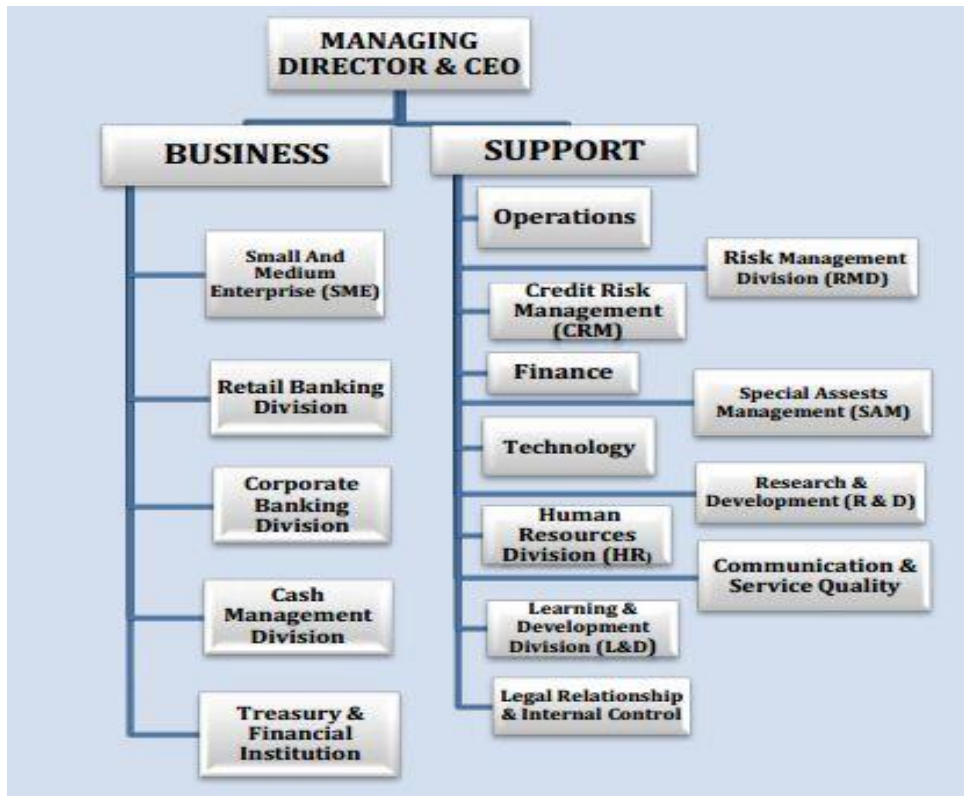 MANAGING
DIRECTOR & CEO
BUSINESS
SUPPORT
Small And
Medium
Enterprise (SME)
Retail Banking
Division
Corporate
Banking
Division
Cash
Management
Division
Treasury &
Financial
Institution
Operations
Risk Management
Division (RMD)
Credit Risk
Management
(CRM)
Finance
Special Assests
Management (SAM)
Technology
Research &
Development (R & D)
Human
Resources
Division (HR)
Communication &
Service Quality
Learning &
Development
Division (L&D)
Legal Relationship
& Internal Control